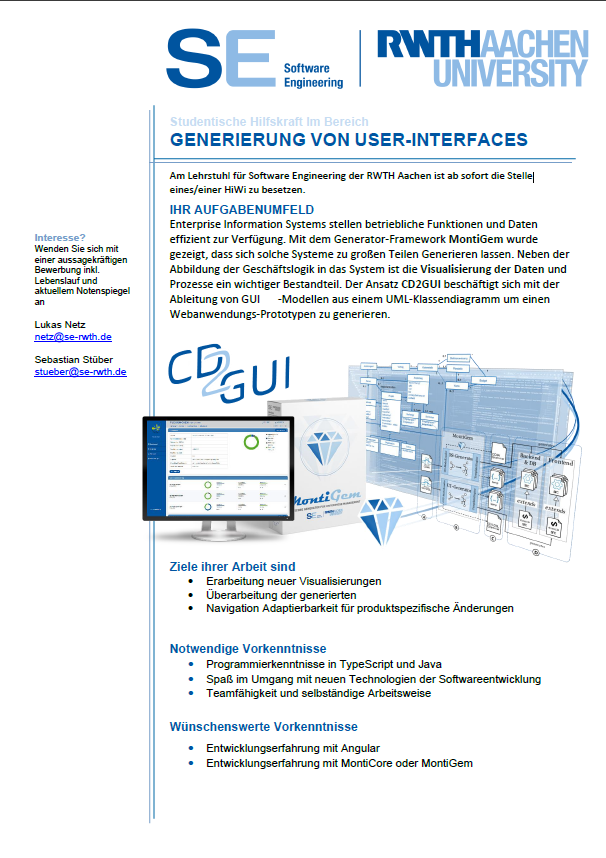 SE Software
Engineering
RWTHAACHEN
UNIVERSITY
Studentische Hilfskraft Im Bereich
GENERIERUNG VON USER-INTERFACES
Am Lehrstuhl für Software Engineering der RWTH Aachen ist ab sofort die Stelle
eines/einer HiWi zu besetzen.
IHR AUFGABENUMFELD
Enterprise Information Systems stellen betriebliche Funktionen und Daten
effizient zur Verfügung. Mit dem Generator-Framework MontiGem wurde
gezeigt, dass sich solche Systeme zu großen Teilen Generieren lassen. Neben der
Abbildung der Geschäftslogik in das System ist die Visualisierung der Daten und
Prozesse ein wichtiger Bestandteil. Der Ansatz CD2GUI beschäftigt sich mit der
Ableitung von GUI -Modellen aus einem UML-Klassendiagramm um einen
Webanwendungs-Prototypen zu generieren.
Interesse?
Wenden Sie sich mit
einer aussagekräftigen
Bewerbung inkl.
Lebenslauf und
aktuellem Notenspiegel
an
Lukas Netz
netz@se-rwth.de
Sebastian Stüber
stueber@se-rwth.de
CD2GUI
MontiGem
MontiGem
Backend
& DB
Frontend
extends
extends
Ziele ihrer Arbeit sind
• Erarbeitung neuer Visualisierungen
• Überarbeitung der generierten
• Navigation Adaptierbarkeit für produktspezifische Änderungen
Notwendige Vorkenntnisse
• Programmierkenntnisse in TypeScript und Java
• Spaß im Umgang mit neuen Technologien der Softwareentwicklung
• Teamfähigkeit und selbständige Arbeitsweise
Wünschenswerte Vorkenntnisse
• Entwicklungserfahrung mit Angular
• Entwicklungserfahrung mit MontiCore oder MontiGem